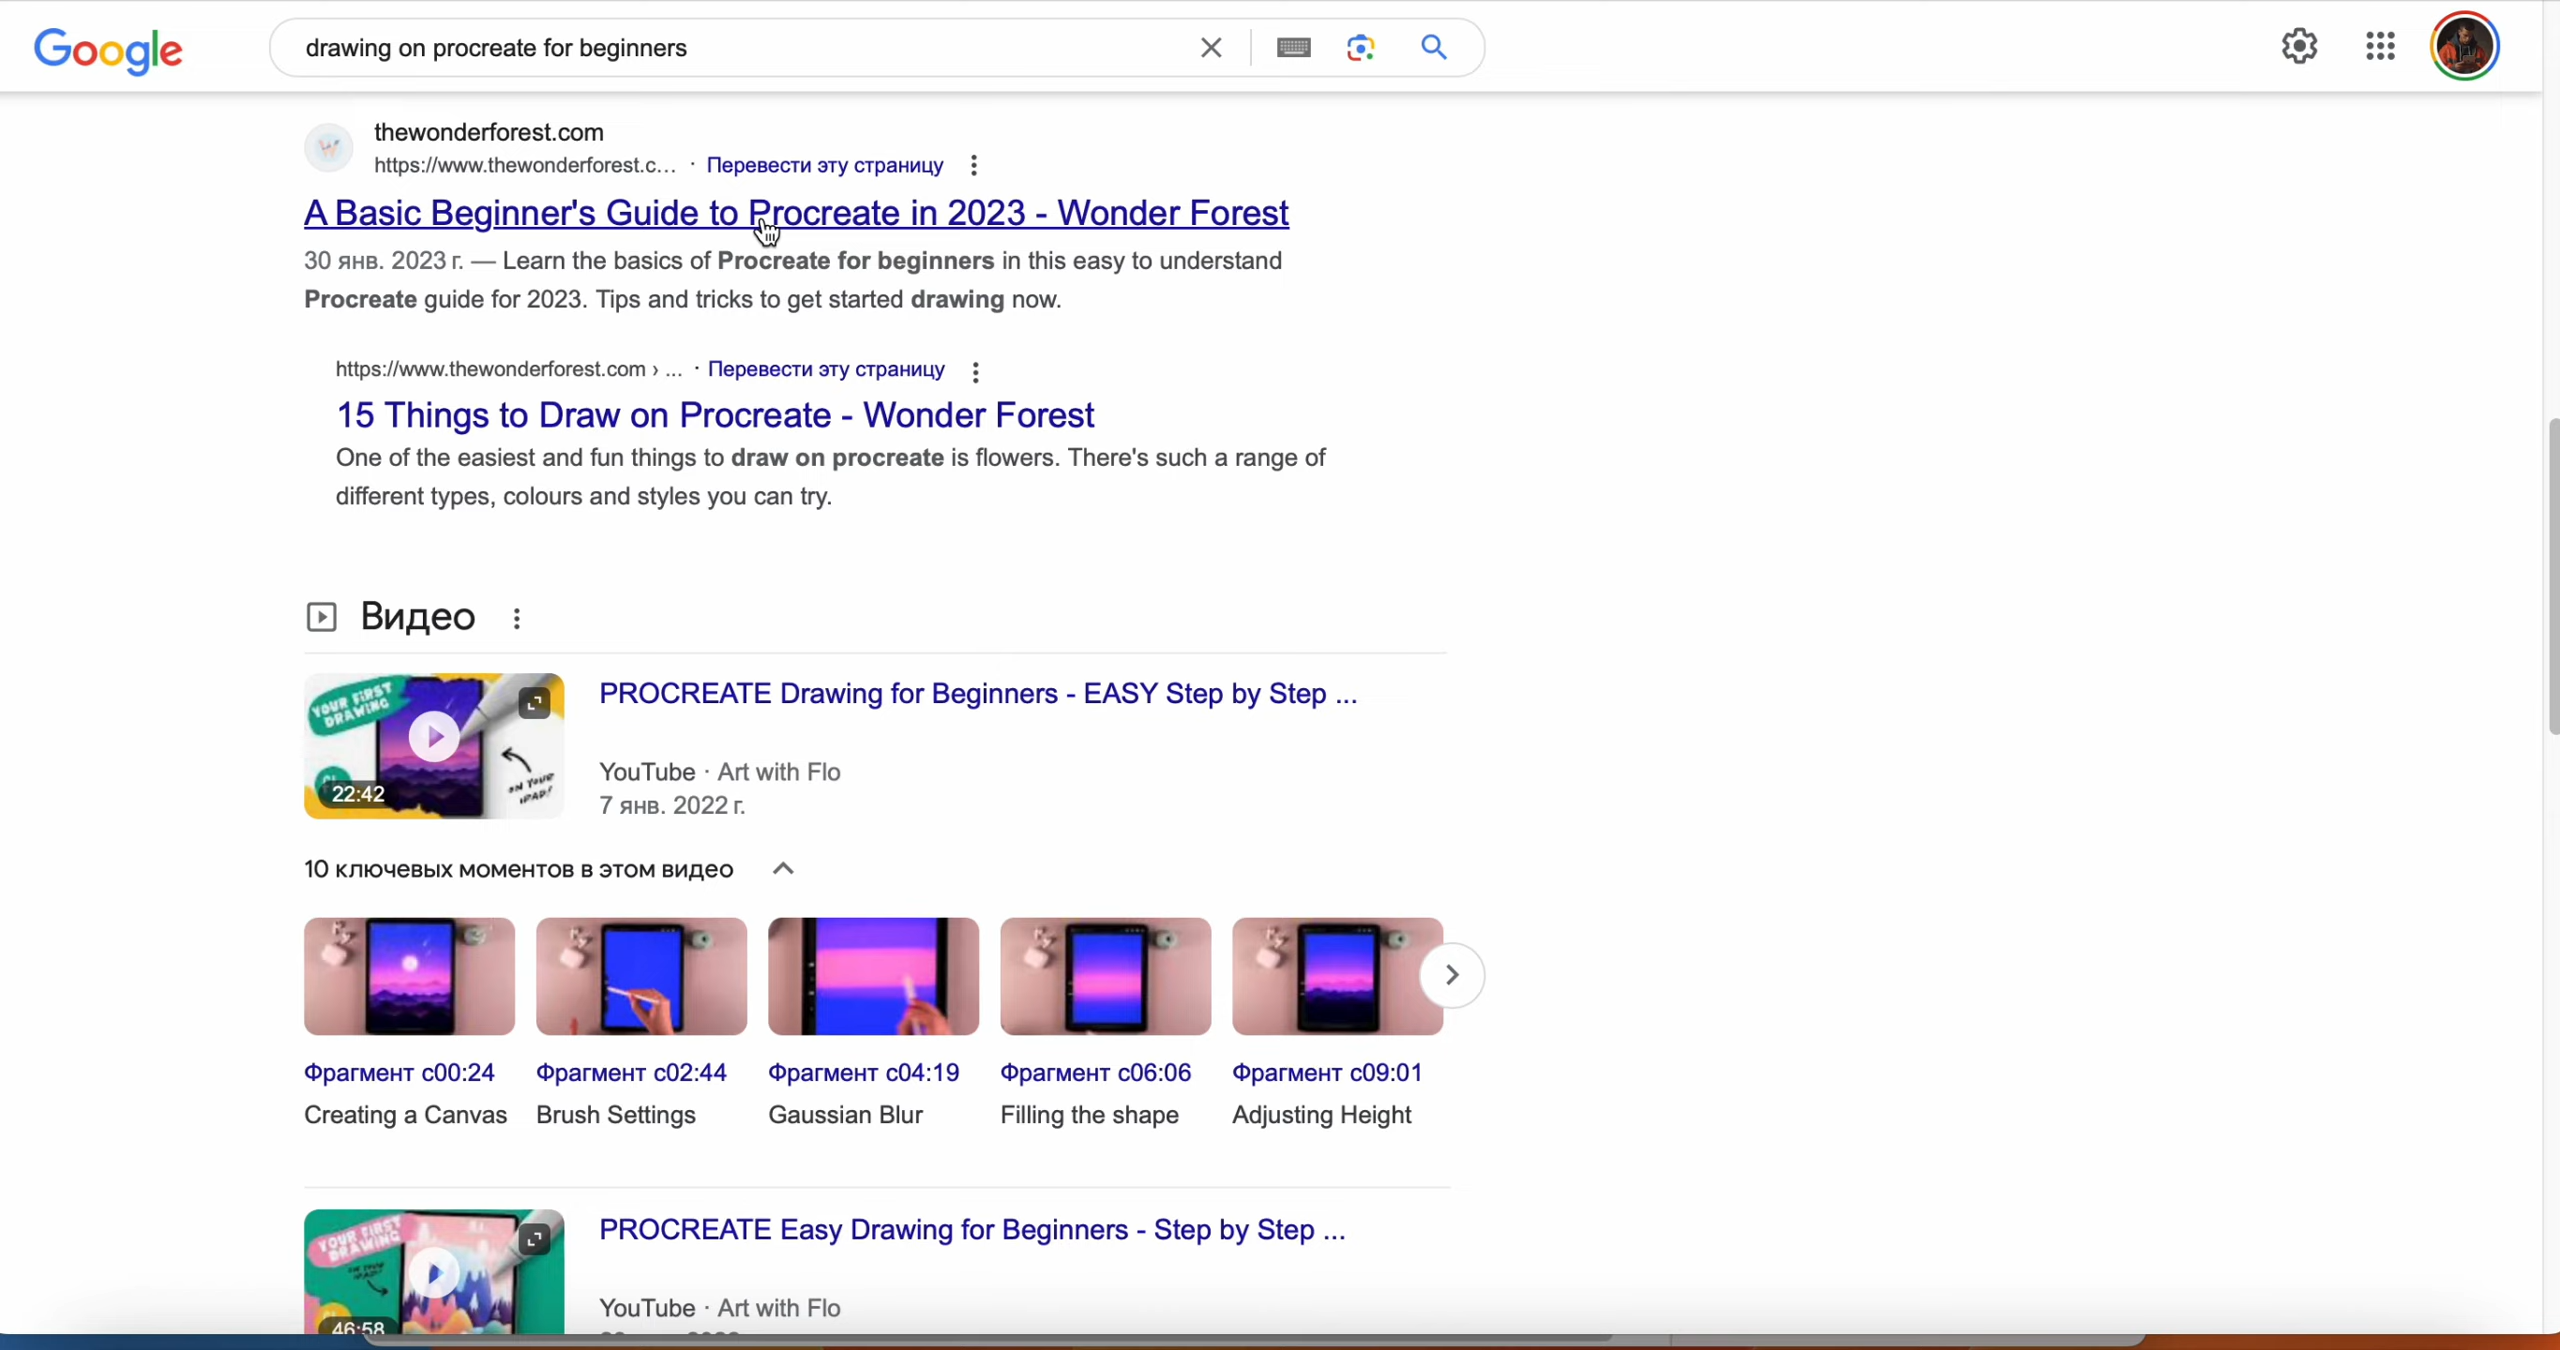 Google
drawing on procreate for beginners
thewonderforest.com
https://www.thewonderforest.c... · Перевести эту страницу
A Basic Beginner's Guide to Procreate in 2023 - Wonder Forest
30 янв. 2023 г. — Learn the basics of Procreate for beginners in this easy to understand
Procreate guide for 2023. Tips and tricks to get started drawing now.
https://www.thewonderforest.com › ... · Перевести эту страницу
15 Things to Draw on Procreate - Wonder Forest
One of the easiest and fun things to draw on procreate is flowers. There's such a range of
different types, colours and styles you can try.
Видео
YOUR FIRST
DRAWING
ON YOUR
IPAD!
22:42
PROCREATE Drawing for Beginners - EASY Step by Step ...
YouTube · Art with Flo
7 янв. 2022 г.
10 ключевых моментов в этом видео
Фрагмент с00:24 Фрагмент с02:44 Фрагмент с04:19 Фрагмент с06:06 Фрагмент с09:01
Creating a Canvas Brush Settings Gaussian Blur Filling the shape Adjusting Height
YOUR FIRST
DRAWING
46:58
PROCREATE Easy Drawing for Beginners - Step by Step ...
YouTube · Art with Flo